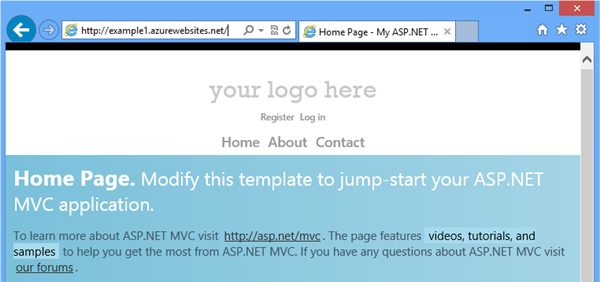 http://example1.azurewebsites.net/
Home Page - My ASP.NET ...
your logo here
Register Log in
Home About Contact
Home Page. Modify this template to jump-start your ASP.NET
MVC application.
To learn more about ASP.NET MVC visit http://asp.net/mvc . The page features videos, tutorials, and
samples to help you get the most from ASP.NET MVC. If you have any questions about ASP.NET MVC visit
our forums .